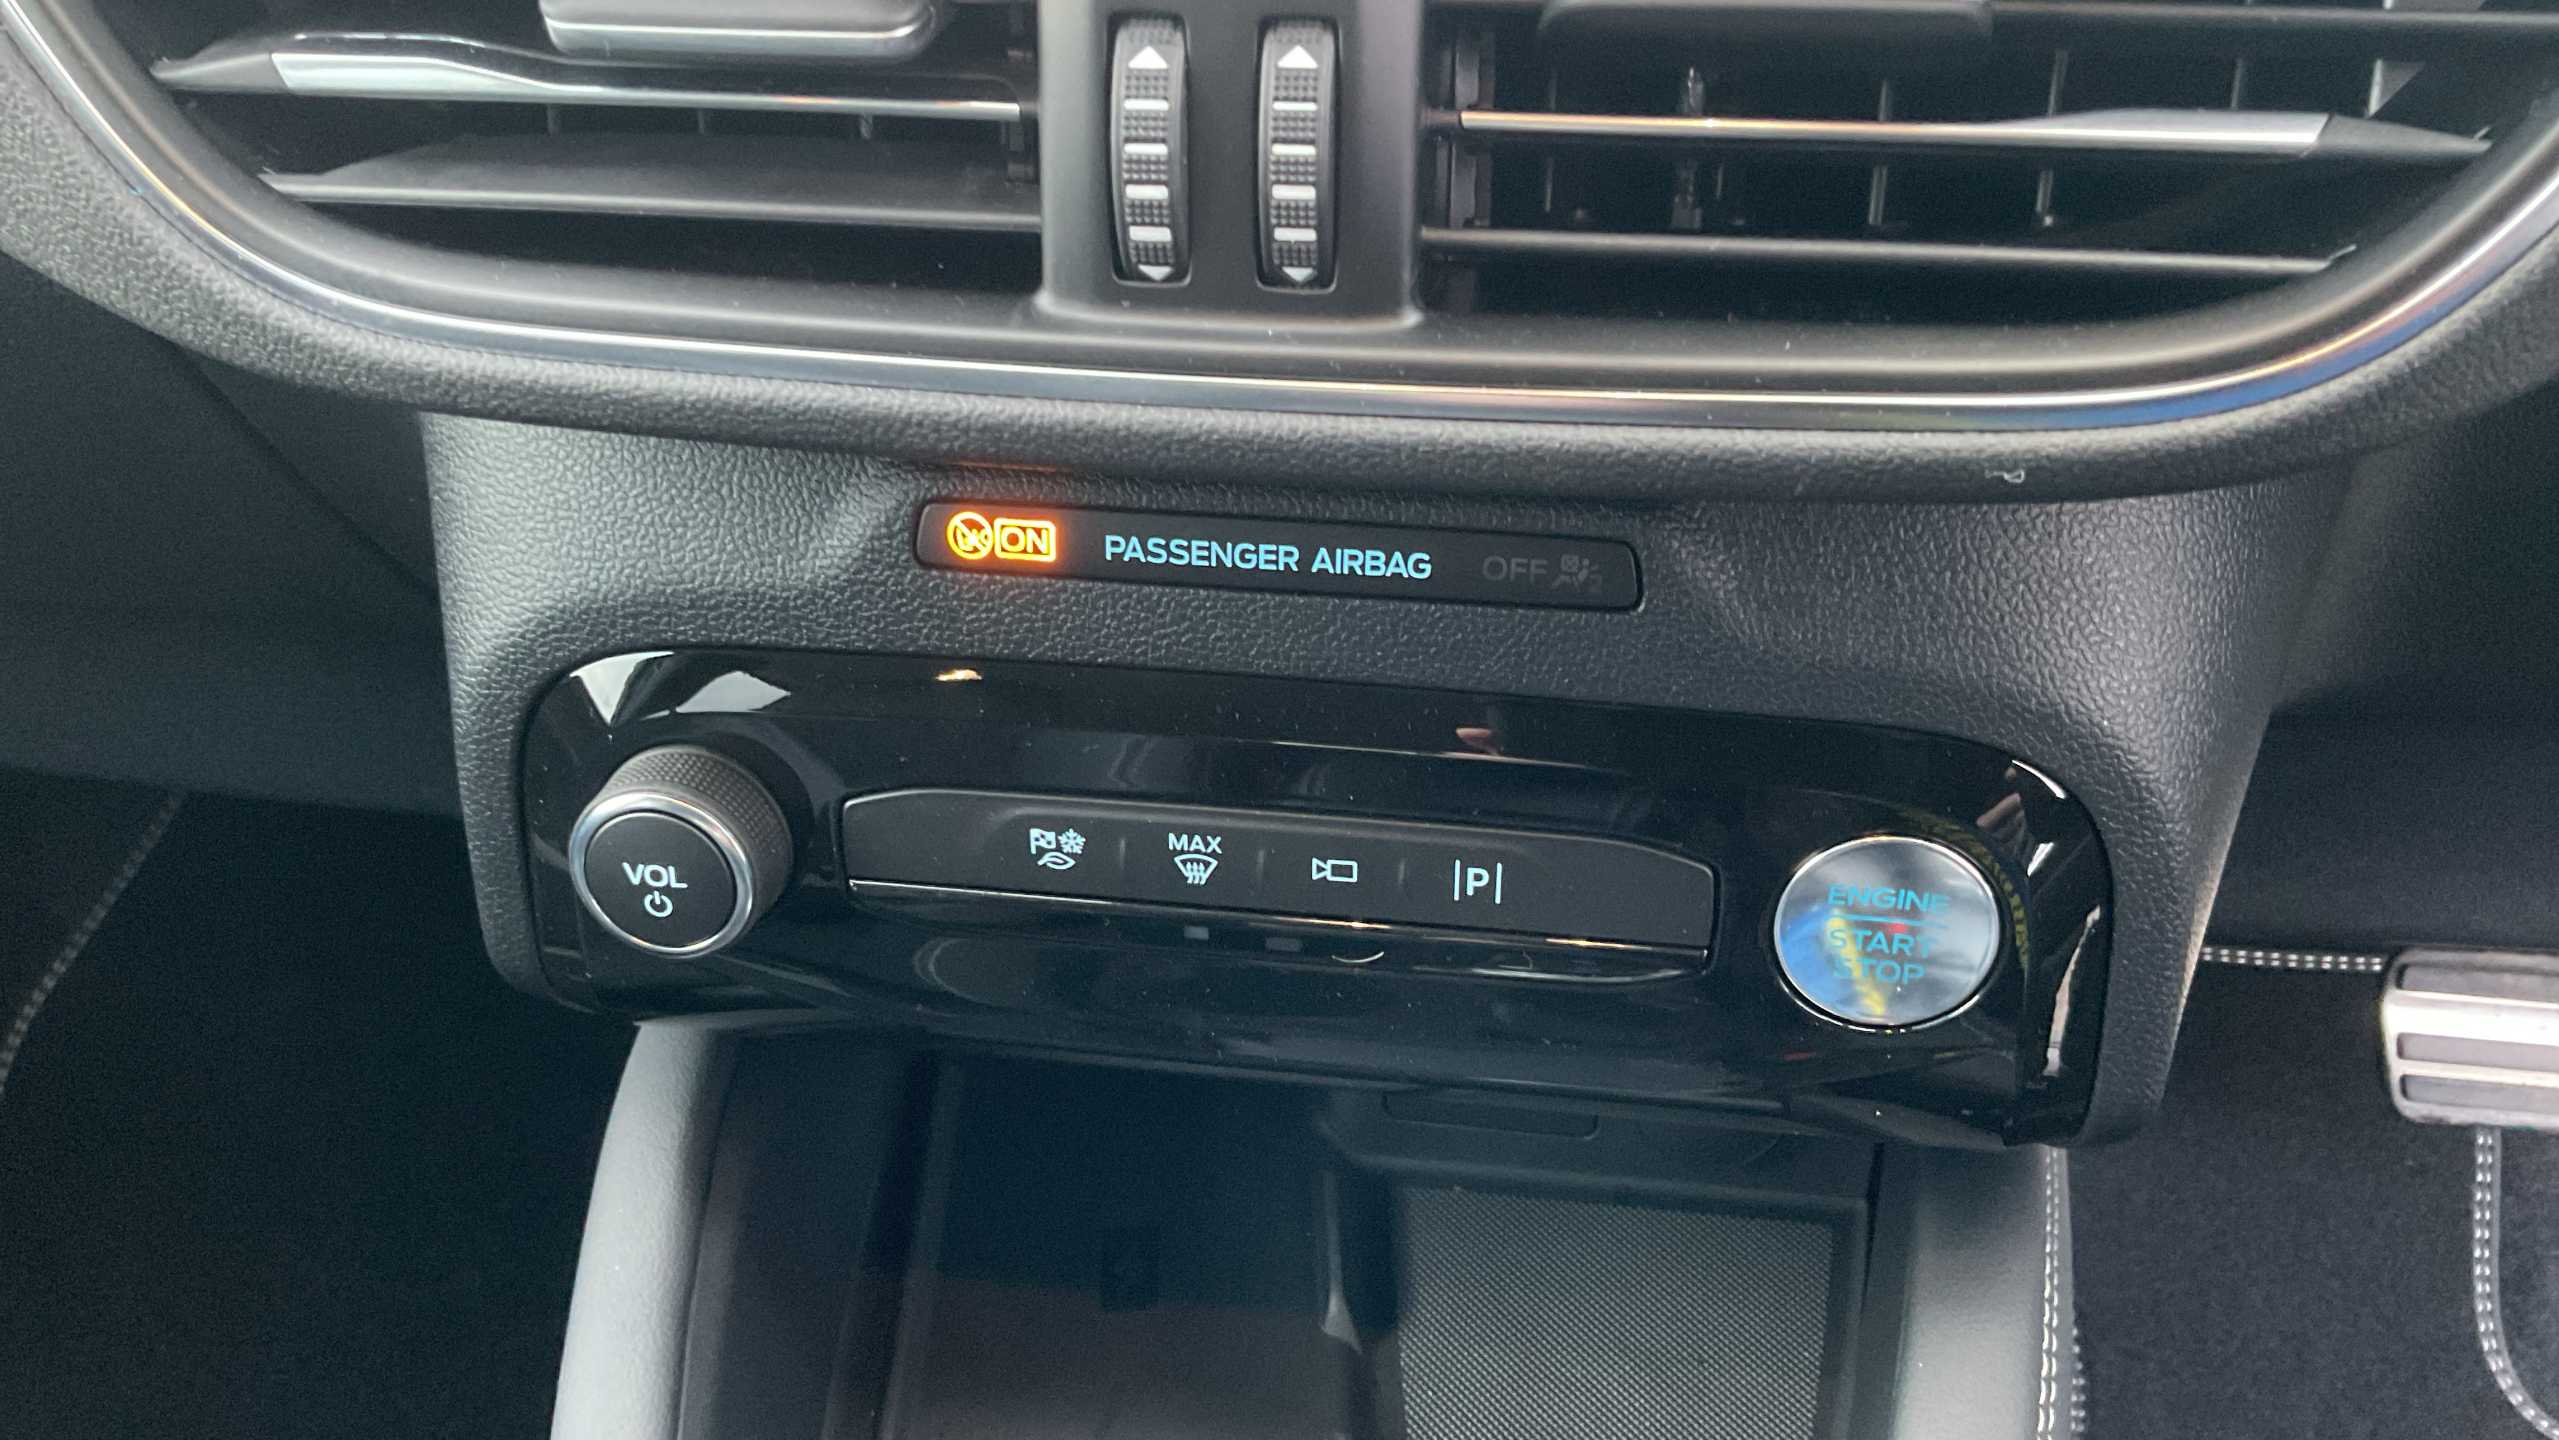 ON PASSENGER AIRBAG OFF
MAX
VOL
P
ENGINE
START
STOP